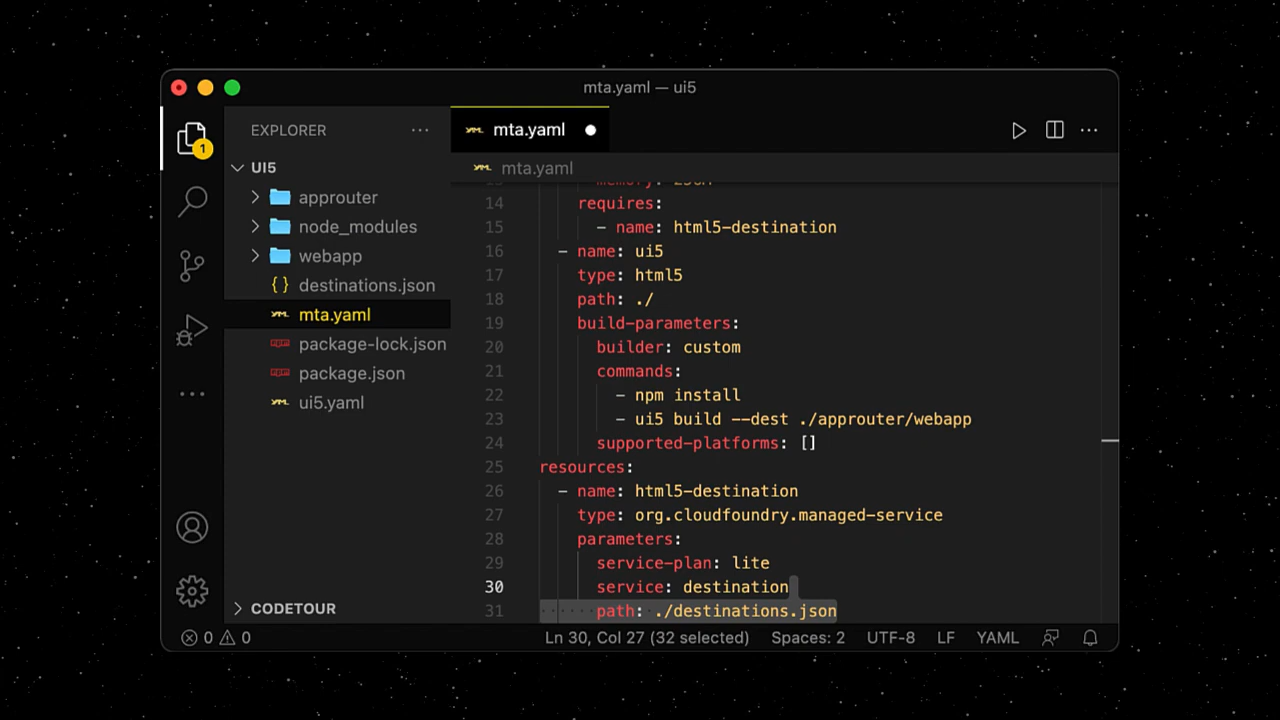 mta.yaml — ui5
1
EXPLORER
UI5
approuter
node_modules
webapp
destinations.json
mta.yaml
package-lock.json
package.json
ui5.yaml
CODETOUR
YAML mta.yaml
YAML mta.yaml
14 requires:
15 - name: html5-destination
16 - name: ui5
17 type: html5
18 path: ./
19 build-parameters:
20 builder: custom
21 commands:
22 - npm install
23 - ui5 build --dest ./approuter/webapp
24 supported-platforms: []
25 resources:
26 - name: html5-destination
27 type: org.cloudfoundry.managed-service
28 parameters:
29 service-plan: lite
30 service: destination
31 path: ./destinations.json
0 0 Ln 30, Col 27 (32 selected) Spaces: 2 UTF-8 LF YAML